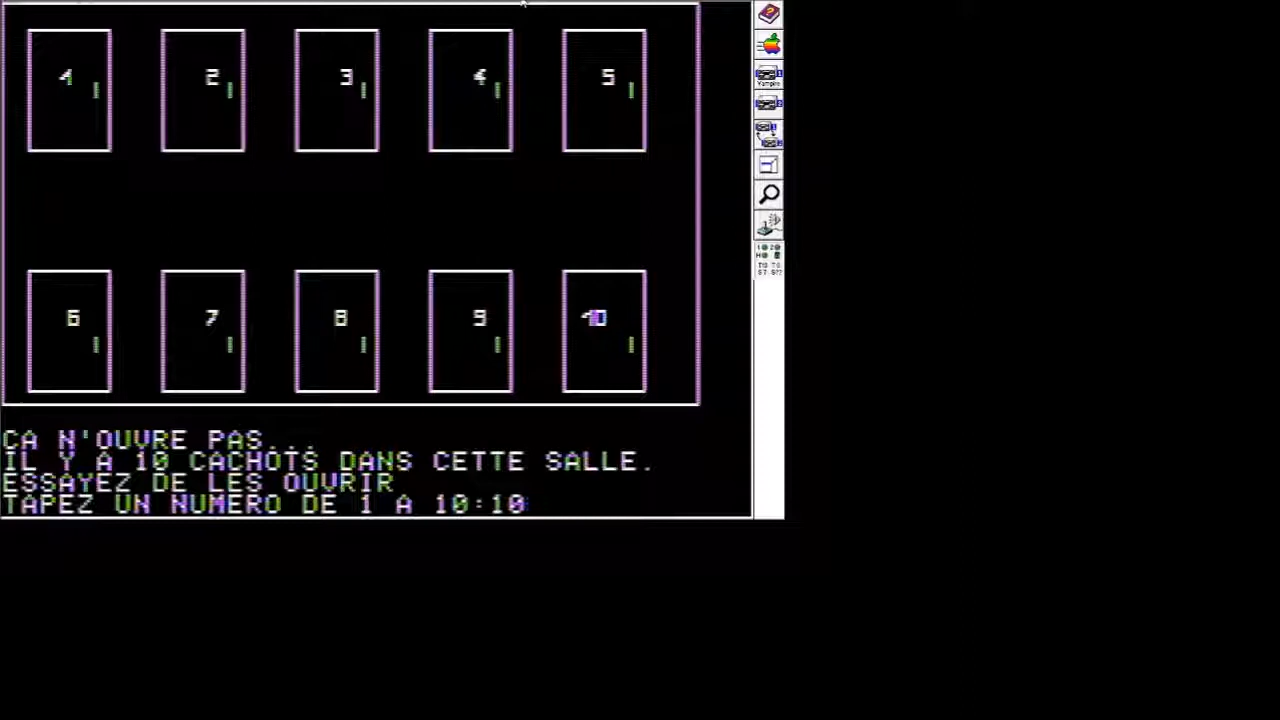 1 2 3 4 5
6 7 8 9 10
CA N'OUVRE PAS...
IL Y A 10 CACHOTS DANS CETTE SALLE.
ESSAYEZ DE LES OUVRIR
TAPEZ UN NUMERO DE 1 A 10:10